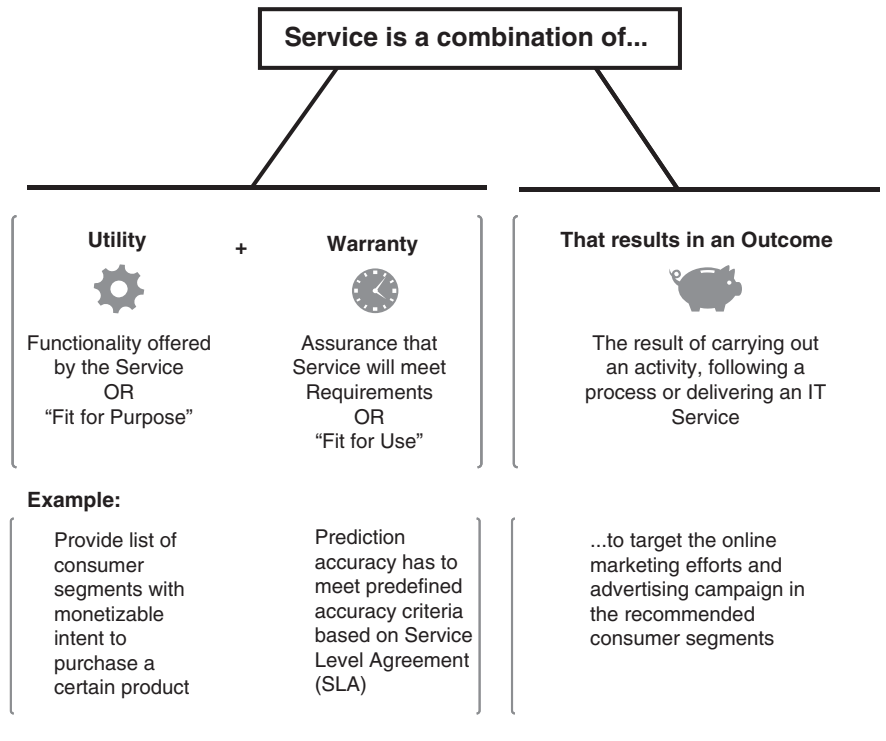 Service is a combination of...
Utility
+
Warranty
Functionality offered
by the Service
OR
“Fit for Purpose”
Assurance that
Service will meet
Requirements
OR
“Fit for Use”
That results in an Outcome
The result of carrying out
an activity, following a
process or delivering an IT
Service
Example:
Provide list of
consumer
segments with
monetizable
intent to
purchase a
certain product
Prediction
accuracy has to
meet predefined
accuracy criteria
based on Service
Level Agreement
(SLA)
...to target the online
marketing efforts and
advertising campaign in
the recommended
consumer segments